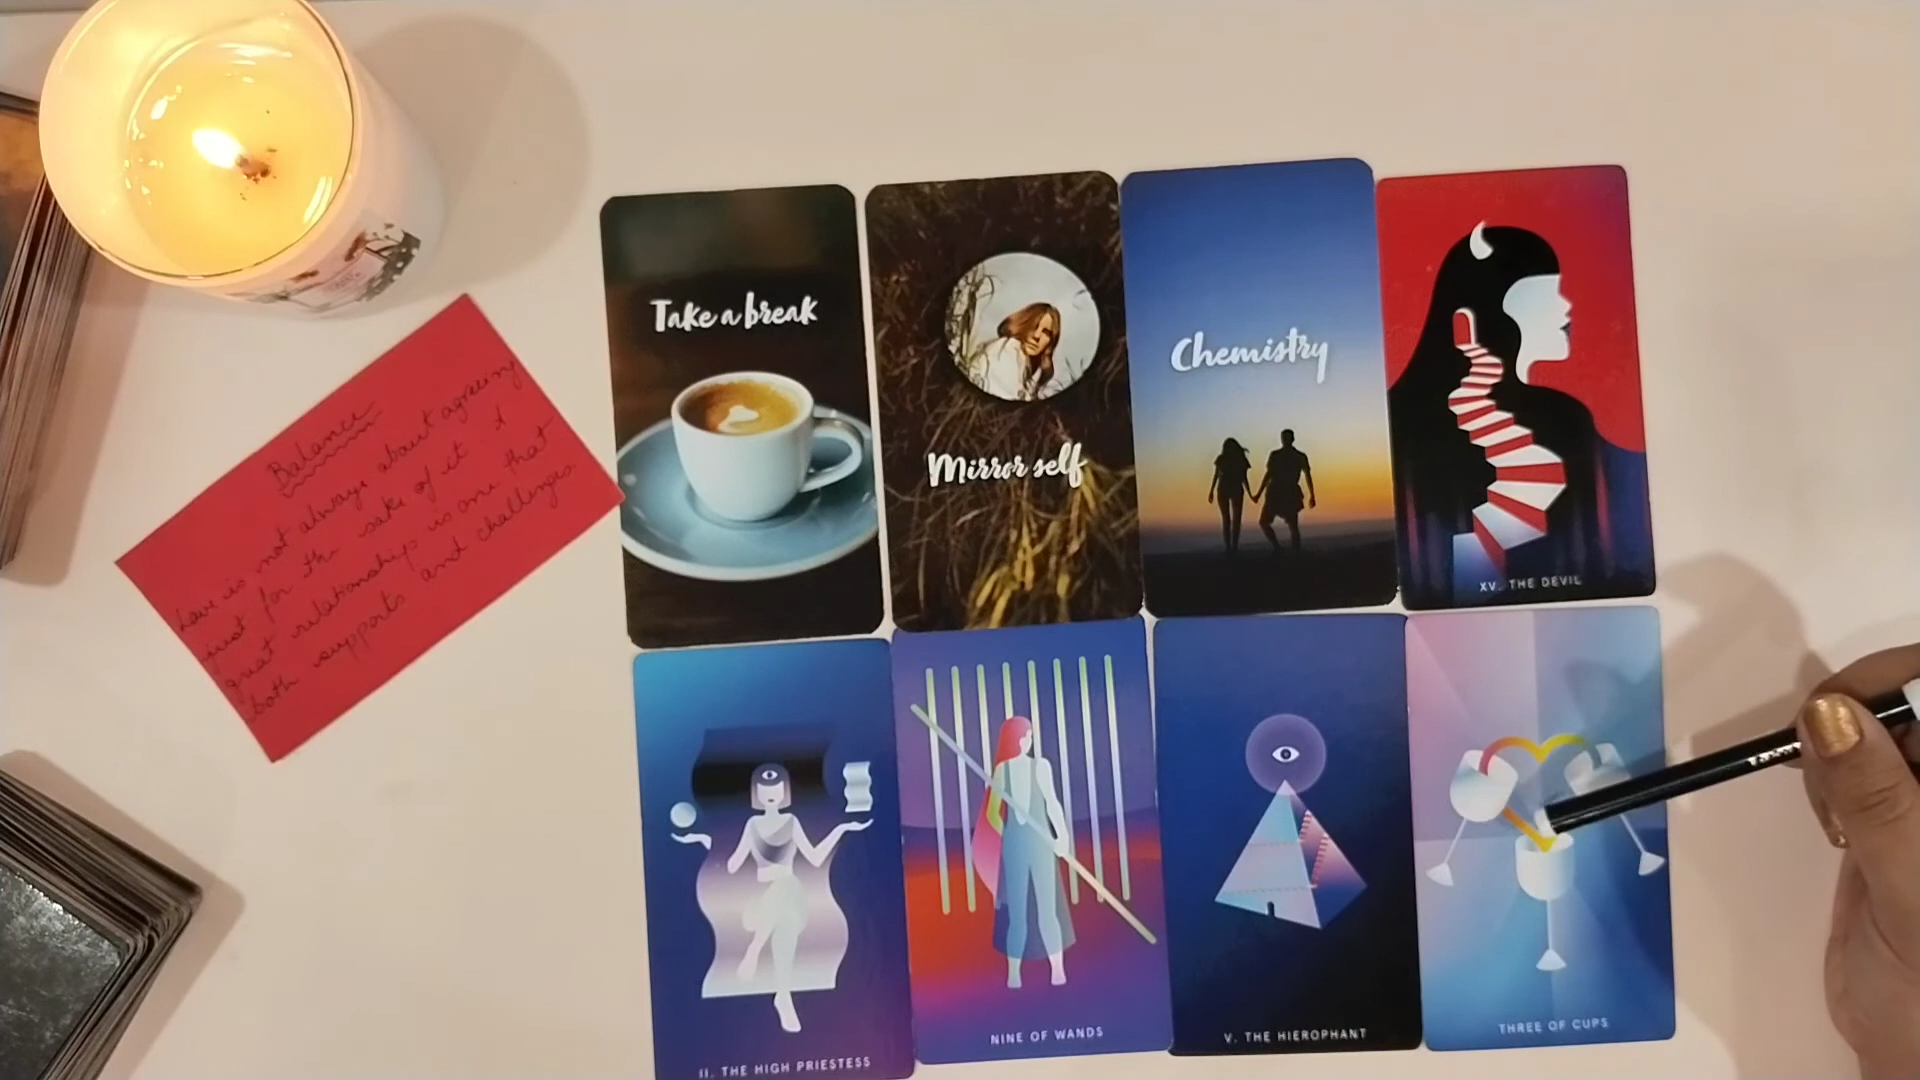 Balance
Love is not always about agreeing
just for the sake of it &
great relationships is one that
both supports and challenges.
Take a break
Mirror self
Chemistry
XV. THE DEVIL
II. THE HIGH PRIESTESS
NINE OF WANDS
V. THE HIEROPHANT
THREE OF CUPS